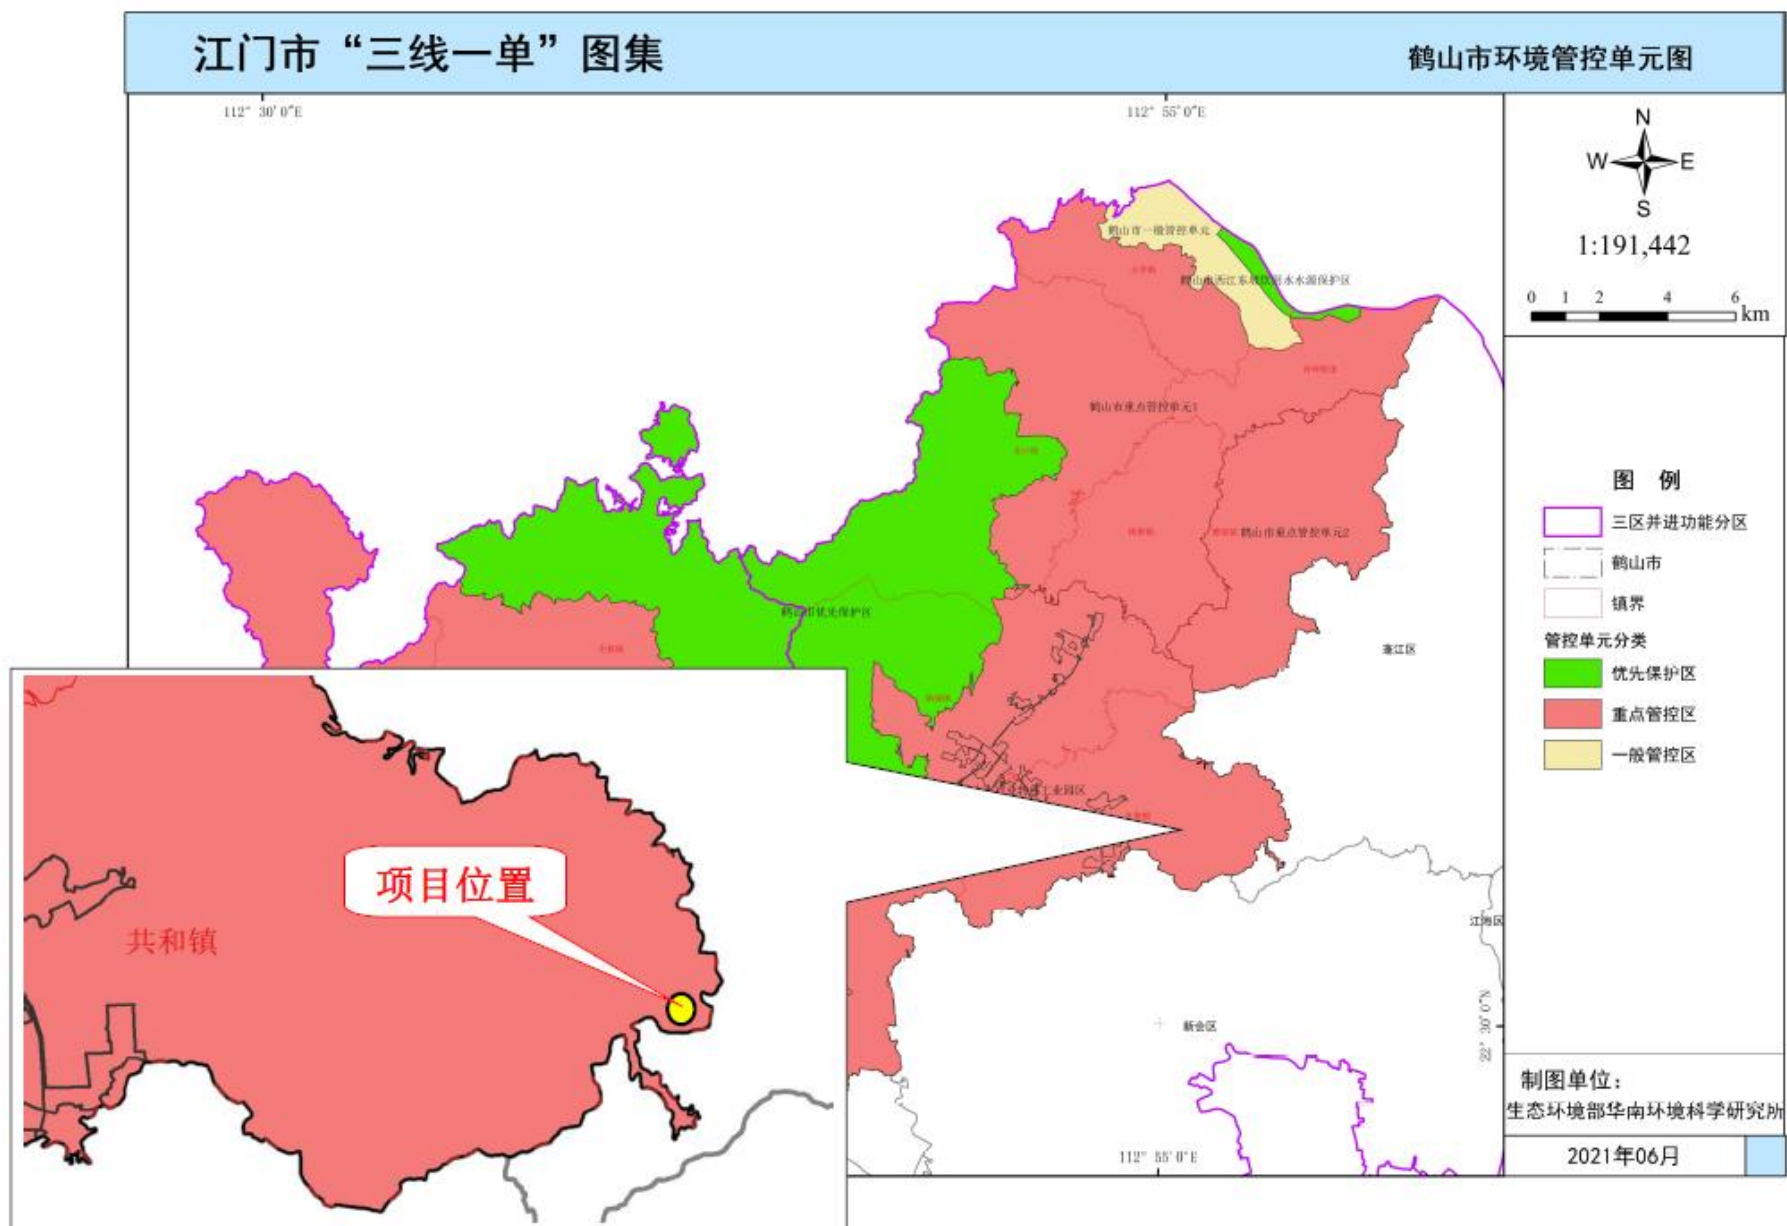 江门市“三线一单”图集
鹤山市环境管控单元图
112° 30′0″E
112° 55′0″E
N
W E
S
1:191,442
0 1 2 4 6 km
鹤山市一般管控单元
鹤山市重点管控单元1
鹤山市重点管控单元2
鹤山市优先保护区
蓬江区
江海区
新会区
22° 30′0″N
112° 55′0″E
图 例
三区并进功能分区
鹤山市
镇界
管控单元分类
优先保护区
重点管控区
一般管控区
项目位置
共和镇
制图单位：
生态环境部华南环境科学研究所
2021年06月